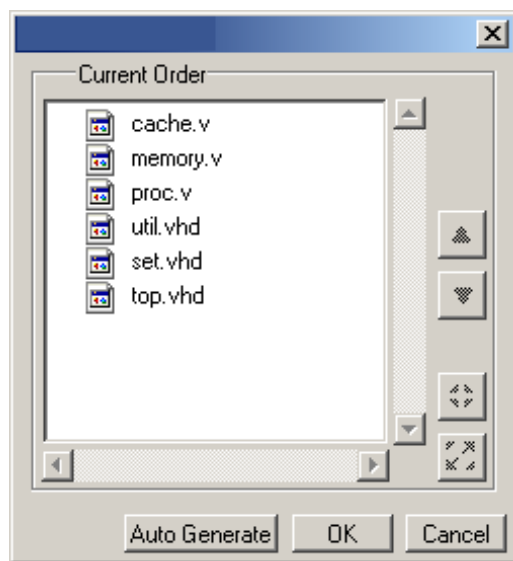 Current Order
cache.v
memory.v
proc.v
util.vhd
set.vhd
top.vhd
Auto Generate
OK
Cancel